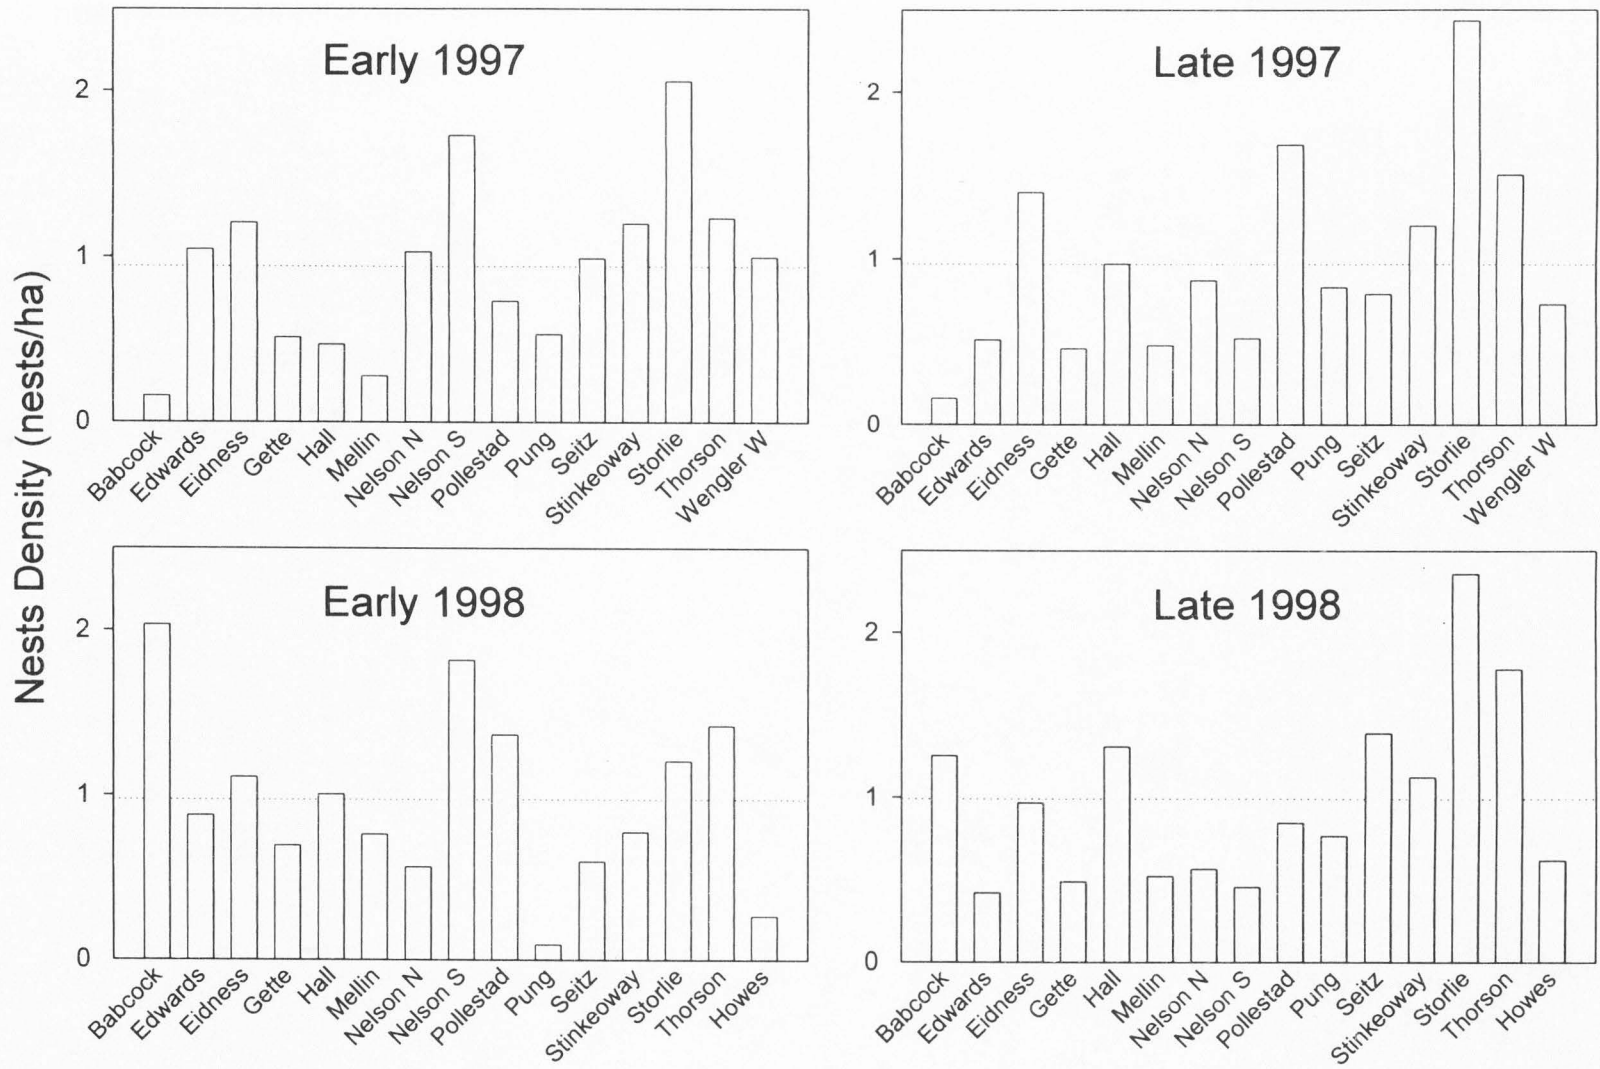 Nests Density (nests/ha)
Early 1997
2
1
0
Babcock
Edwards
Eidness
Gette
Hall
Mellin
Nelson N
Nelson S
Pollestad
Pung
Seitz
Stinkeoway
Storlie
Thorson
Wengler W
Late 1997
2
1
0
Babcock
Edwards
Eidness
Gette
Hall
Mellin
Nelson N
Nelson S
Pollestad
Pung
Seitz
Stinkeoway
Storlie
Thorson
Wengler W
Early 1998
2
1
0
Babcock
Edwards
Eidness
Gette
Hall
Mellin
Nelson N
Nelson S
Pollestad
Pung
Seitz
Stinkeoway
Storlie
Thorson
Howes
Late 1998
2
1
0
Babcock
Edwards
Eidness
Gette
Hall
Mellin
Nelson N
Nelson S
Pollestad
Pung
Seitz
Stinkeoway
Storlie
Thorson
Howes